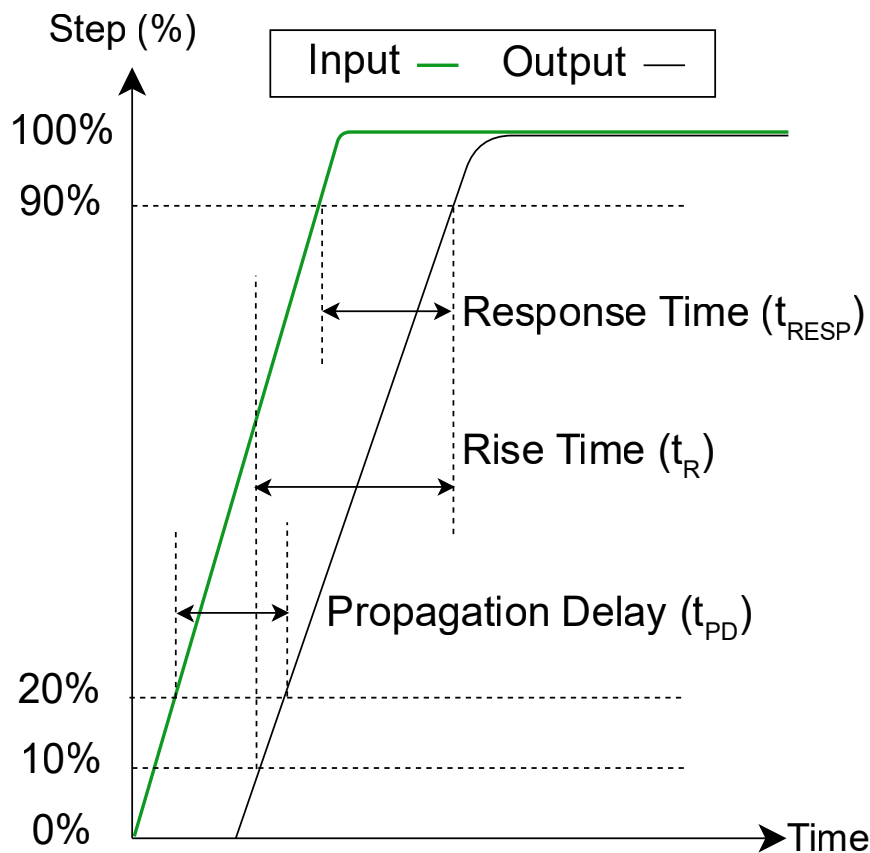 Step (%)
Input Output
100%
90%
Response Time (tRESP)
Rise Time (tR)
Propagation Delay (tPD)
20%
10%
0%
Time